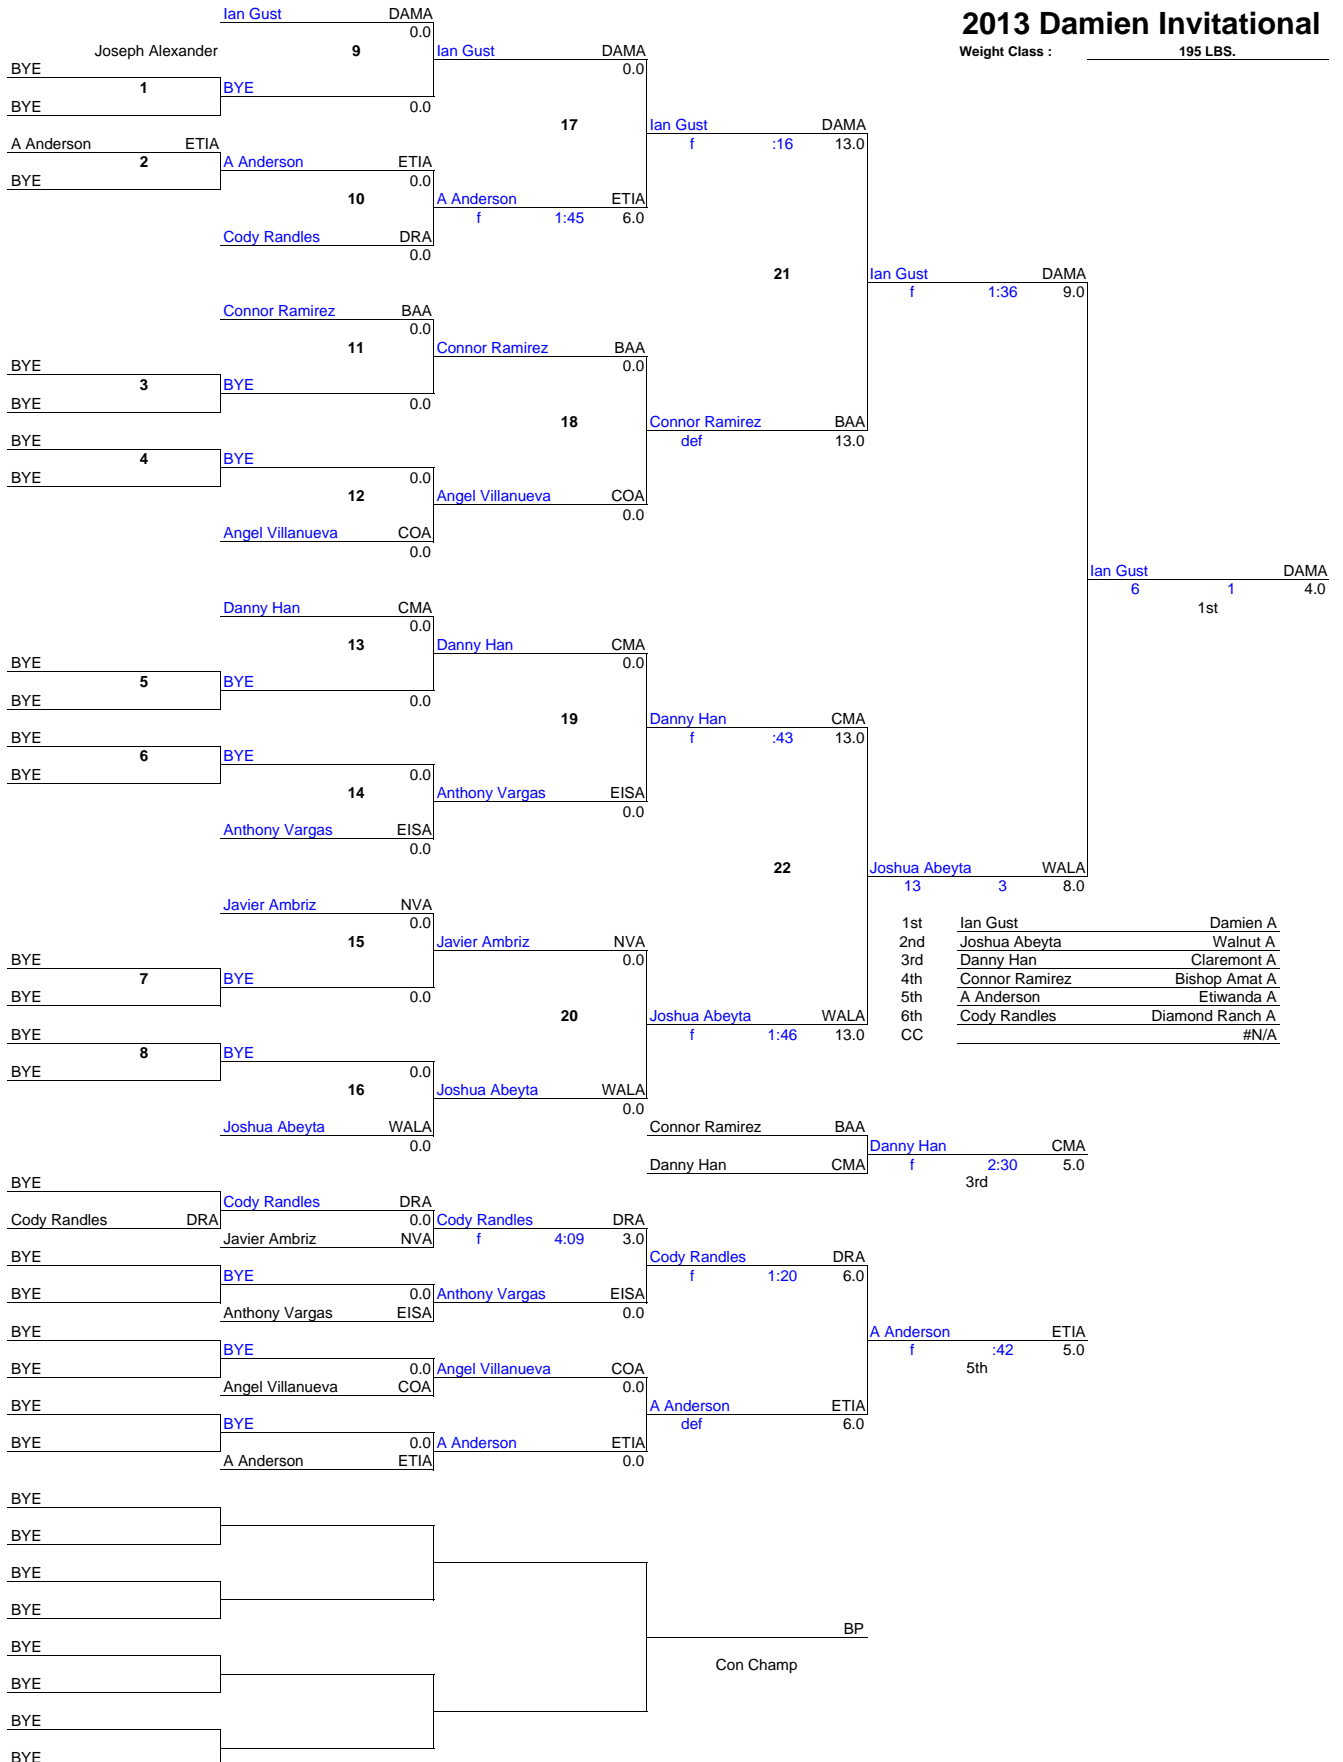 Ian Gust DAMA
2013 Damien Invitational
0.0
Joseph Alexander 9 Ian Gust DAMA
Weight Class : 195 LBS.
BYE 0.0
1 BYE
BYE 0.0
17 Ian Gust DAMA
A Anderson ETIA f :16 13.0
2 A Anderson ETIA
BYE 0.0
10 A Anderson ETIA
f 1:45 6.0
Cody Randles DRA
0.0
21 Ian Gust DAMA
f 1:36 9.0
Connor Ramirez BAA
0.0
11 Connor Ramirez BAA
BYE 0.0
3 BYE
BYE 0.0
18 Connor Ramirez BAA
BYE def 13.0
4 BYE
BYE 0.0
12 Angel Villanueva COA
0.0
Angel Villanueva COA
0.0
Ian Gust DAMA
6 1 4.0
1st
Danny Han CMA
0.0
13 Danny Han CMA
BYE 0.0
5 BYE
BYE 0.0
19 Danny Han CMA
BYE f :43 13.0
6 BYE
BYE 0.0
14 Anthony Vargas EISA
0.0
Anthony Vargas EISA
0.0
22 Joshua Abeyta WALA
13 3 8.0
Javier Ambriz NVA
0.0
1st Ian Gust Damien A
15 Javier Ambriz NVA
2nd Joshua Abeyta Walnut A
BYE 0.0
3rd Danny Han Claremont A
7 BYE
4th Connor Ramirez Bishop Amat A
BYE 0.0
5th A Anderson Etiwanda A
20 Joshua Abeyta WALA
6th Cody Randles Diamond Ranch A
BYE f 1:46 13.0
CC #N/A
8 BYE
BYE 0.0
16 Joshua Abeyta WALA
0.0
Joshua Abeyta WALA
0.0
Connor Ramirez BAA
Danny Han CMA
Danny Han CMA f 2:30 5.0
3rd
BYE
Cody Randles DRA
Cody Randles DRA 0.0 Cody Randles DRA
Javier Ambriz NVA f 4:09 3.0
BYE Cody Randles DRA
BYE f 1:20 6.0
BYE 0.0 Anthony Vargas EISA
Anthony Vargas EISA 0.0
BYE A Anderson ETIA
BYE f :42 5.0
BYE 0.0 Angel Villanueva COA
5th
Angel Villanueva COA 0.0
BYE A Anderson ETIA
BYE def 6.0
BYE 0.0 A Anderson ETIA
A Anderson ETIA 0.0
BYE
BYE
BYE
BYE
BP
BYE
Con Champ
BYE
BYE
BYE